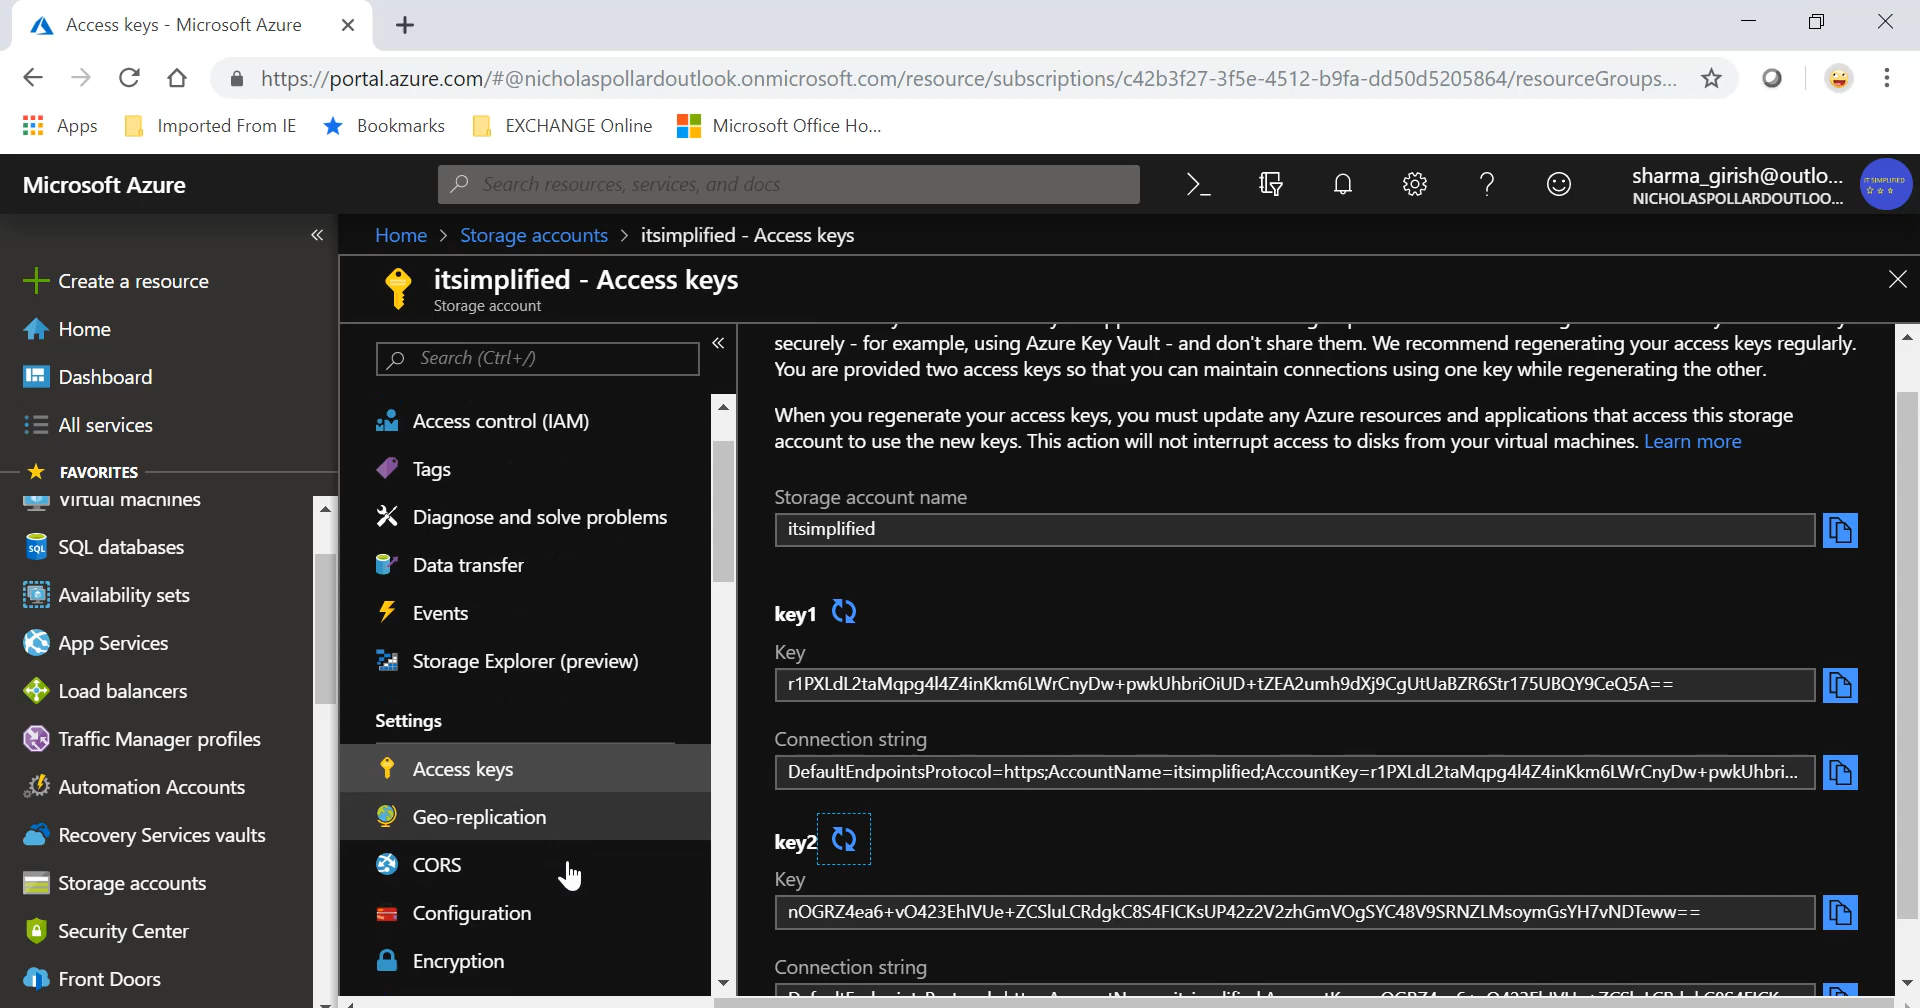 Access keys - Microsoft Azure
https://portal.azure.com/#@nicholaspollardoutlook.onmicrosoft.com/resource/subscriptions/c42b3f27-3f5e-4512-b9fa-dd50d5205864/resourceGroups...
Apps Imported From IE Bookmarks EXCHANGE Online Microsoft Office Ho...
Microsoft Azure
Search resources, services, and docs
sharma_girish@outlo...
NICHOLASPOLLARDOUTLOO...
IT SIMPLIFIED
Create a resource
Home
Dashboard
All services
FAVORITES
Virtual machines
SQL databases
Availability sets
App Services
Load balancers
Traffic Manager profiles
Automation Accounts
Recovery Services vaults
Storage accounts
Security Center
Front Doors
Home > Storage accounts > itsimplified - Access keys
itsimplified - Access keys
Storage account
Search (Ctrl+/)
Access control (IAM)
Tags
Diagnose and solve problems
Data transfer
Events
Storage Explorer (preview)
Settings
Access keys
Geo-replication
CORS
Configuration
Encryption
securely - for example, using Azure Key Vault - and don't share them. We recommend regenerating your access keys regularly.
You are provided two access keys so that you can maintain connections using one key while regenerating the other.
When you regenerate your access keys, you must update any Azure resources and applications that access this storage
account to use the new keys. This action will not interrupt access to disks from your virtual machines. Learn more
Storage account name
itsimplified
key1
Key
Connection string
DefaultEndpointsProtocol=https;AccountName=itsimplified;AccountKey=
key2
Key
Connection string